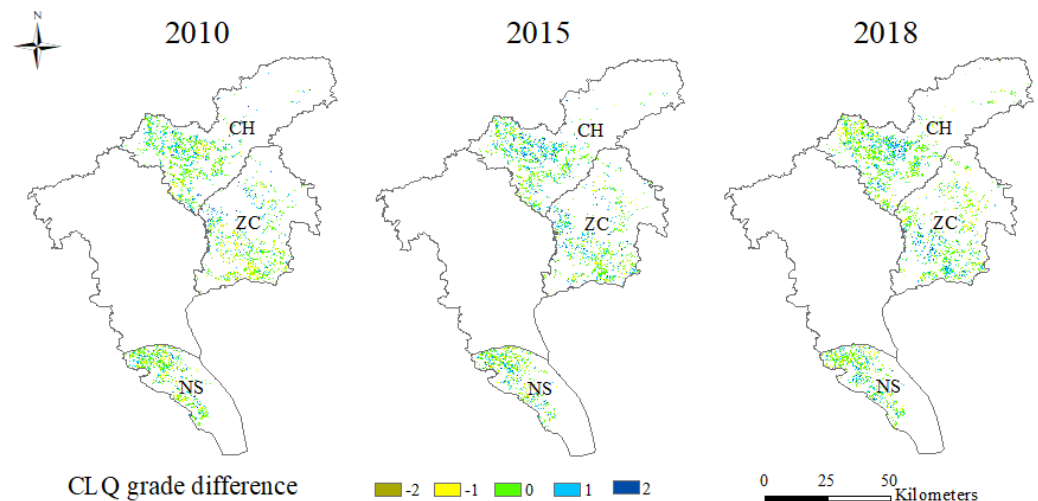 N
2010
2015
2018
CH
CH
CH
ZC
ZC
ZC
NS
NS
NS
CLQ grade difference
-2 -1 0 1 2
0 25 50
Kilometers